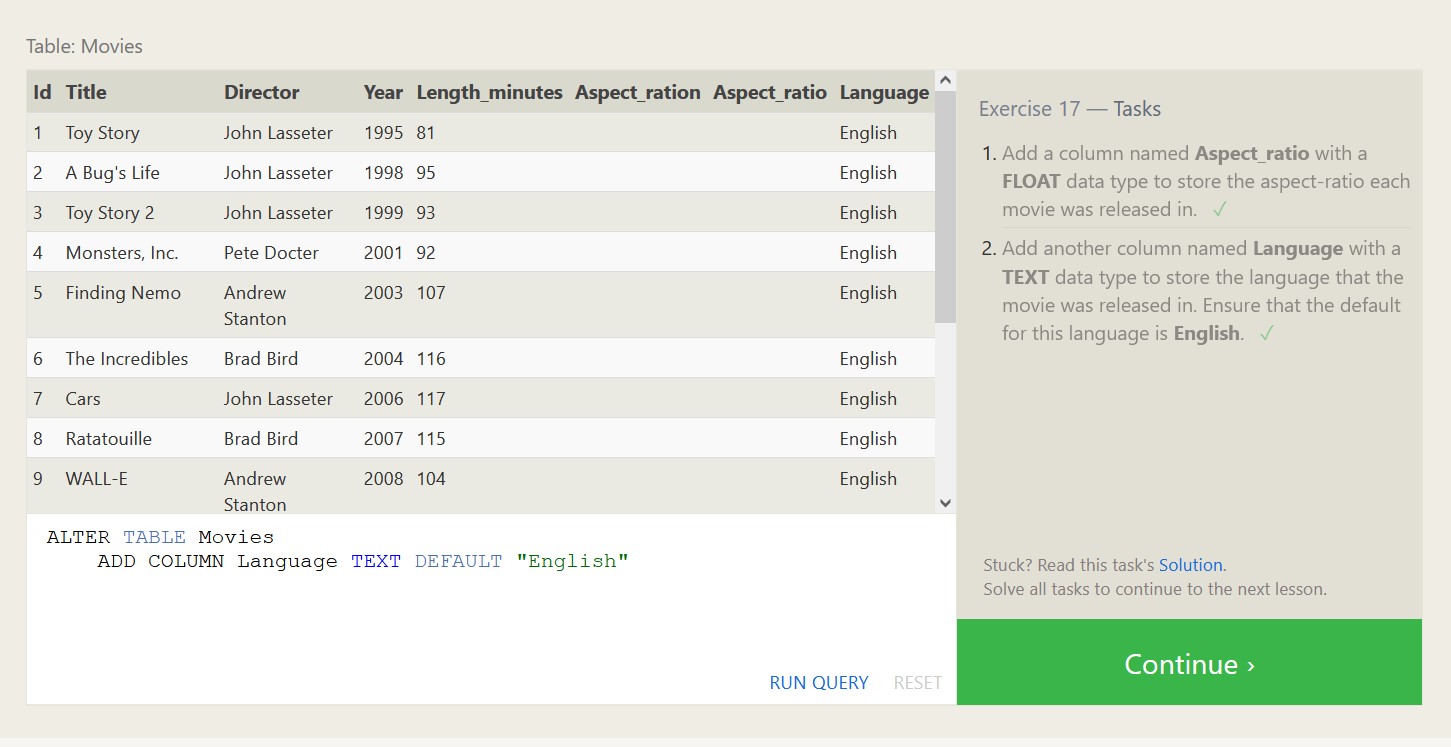 Table: Movies
Id Title Director Year Length_minutes Aspect_ration Aspect_ratio Language
1 Toy Story John Lasseter 1995 81 English
2 A Bug's Life John Lasseter 1998 95 English
3 Toy Story 2 John Lasseter 1999 93 English
4 Monsters, Inc. Pete Docter 2001 92 English
5 Finding Nemo Andrew 2003 107 English
Stanton
6 The Incredibles Brad Bird 2004 116 English
7 Cars John Lasseter 2006 117 English
8 Ratatouille Brad Bird 2007 115 English
9 WALL-E Andrew 2008 104 English
Stanton
ALTER TABLE Movies
ADD COLUMN Language TEXT DEFAULT "English"
RUN QUERY RESET
Exercise 17 — Tasks
1. Add a column named Aspect_ratio with a
FLOAT data type to store the aspect-ratio each
movie was released in. ✓
2. Add another column named Language with a
TEXT data type to store the language that the
movie was released in. Ensure that the default
for this language is English. ✓
Stuck? Read this task's Solution.
Solve all tasks to continue to the next lesson.
Continue ›